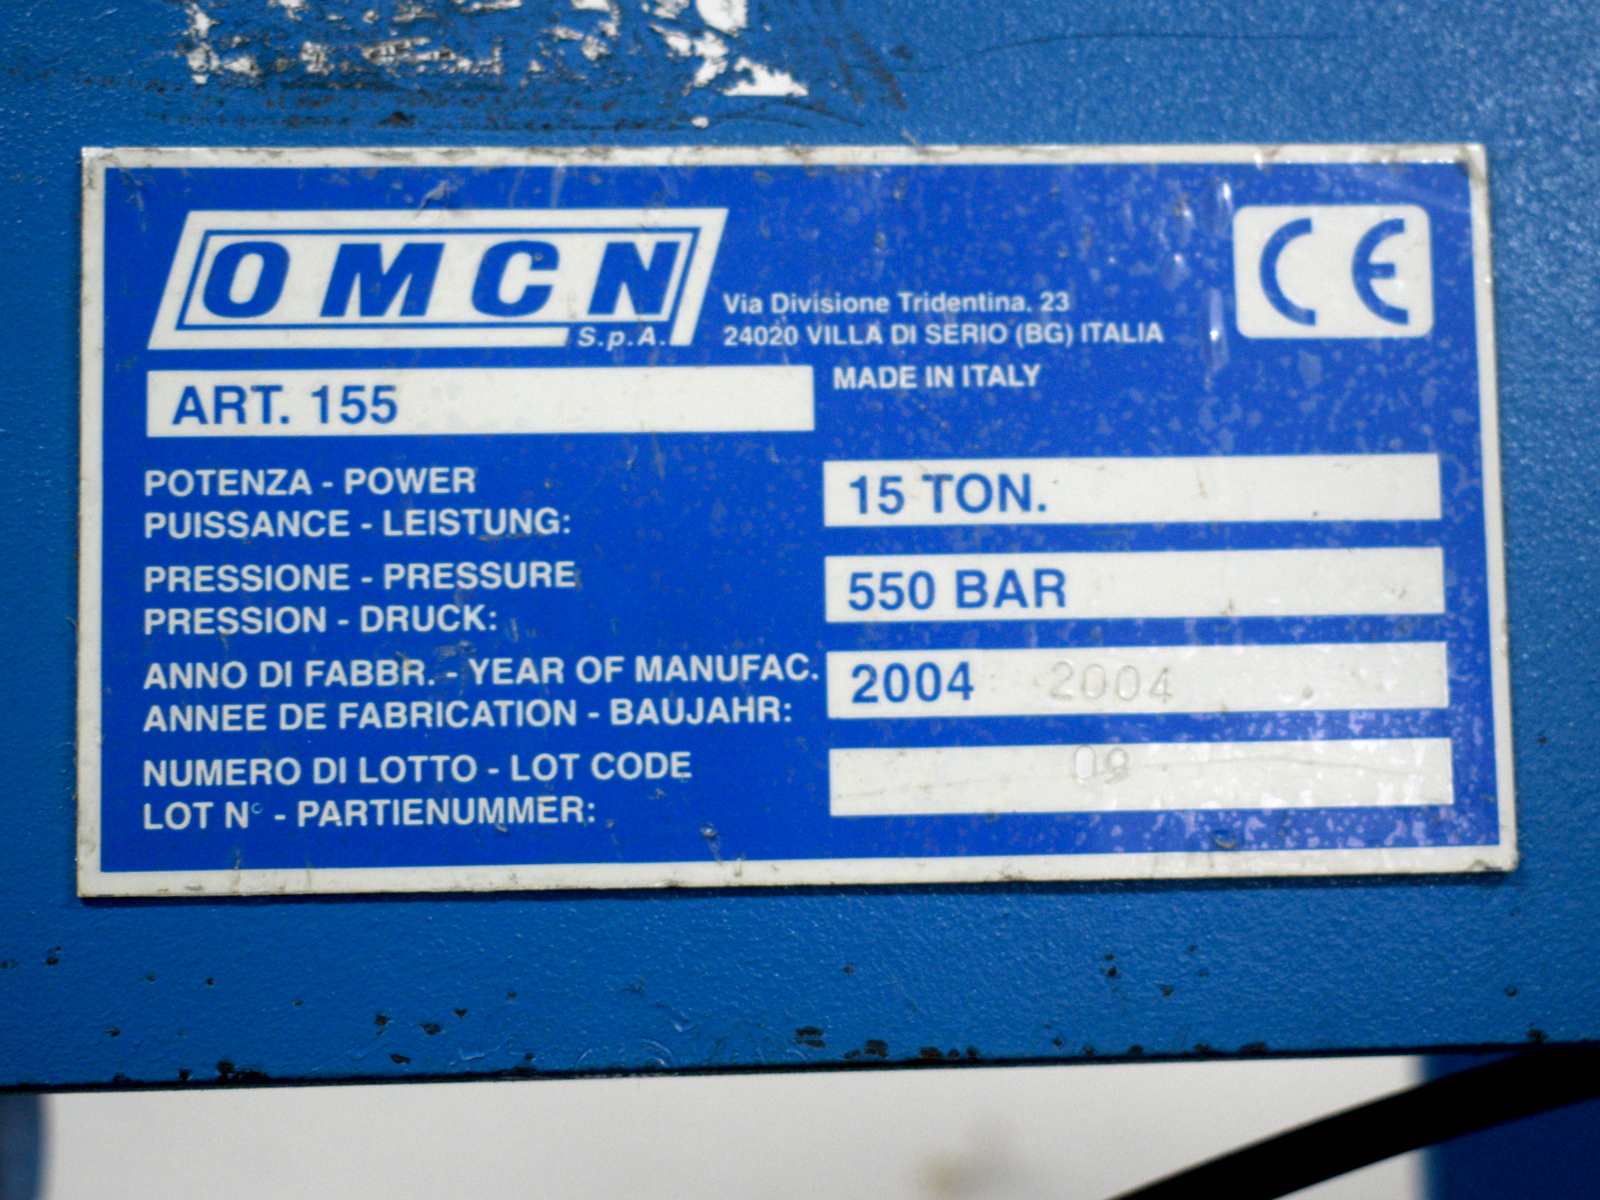 OMCN
S.p.A.
Via Divisione Tridentina. 23
24020 VILLA DI SERIO (BG) ITALIA
MADE IN ITALY
CE
ART. 155
POTENZA - POWER
PUISSANCE - LEISTUNG:
15 TON.
PRESSIONE - PRESSURE
PRESSION - DRUCK:
550 BAR
ANNO DI FABBR. - YEAR OF MANUFAC.
ANNEE DE FABRICATION - BAUJAHR:
2004 2004
NUMERO DI LOTTO - LOT CODE
LOT N° - PARTIENUMMER:
09